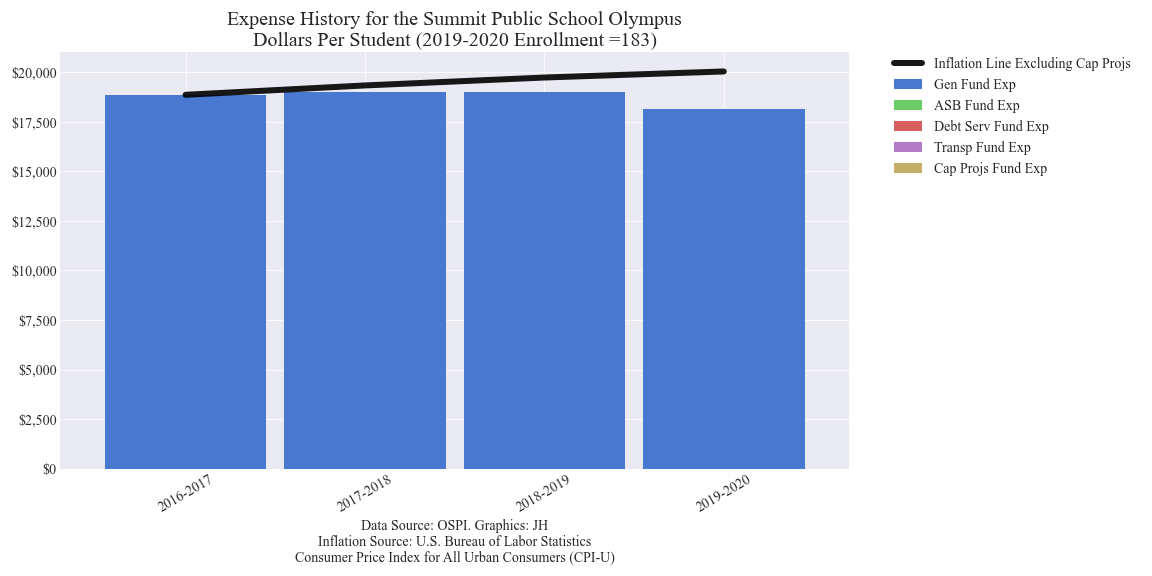 Expense History for the Summit Public School Olympus
Dollars Per Student (2019-2020 Enrollment =183)
$20,000
$17,500
$15,000
$12,500
$10,000
$7,500
$5,000
$2,500
$0
2016-2017
2017-2018
2018-2019
2019-2020
Inflation Line Excluding Cap Projs
Gen Fund Exp
ASB Fund Exp
Debt Serv Fund Exp
Transp Fund Exp
Cap Projs Fund Exp
Data Source: OSPI. Graphics: JH
Inflation Source: U.S. Bureau of Labor Statistics
Consumer Price Index for All Urban Consumers (CPI-U)